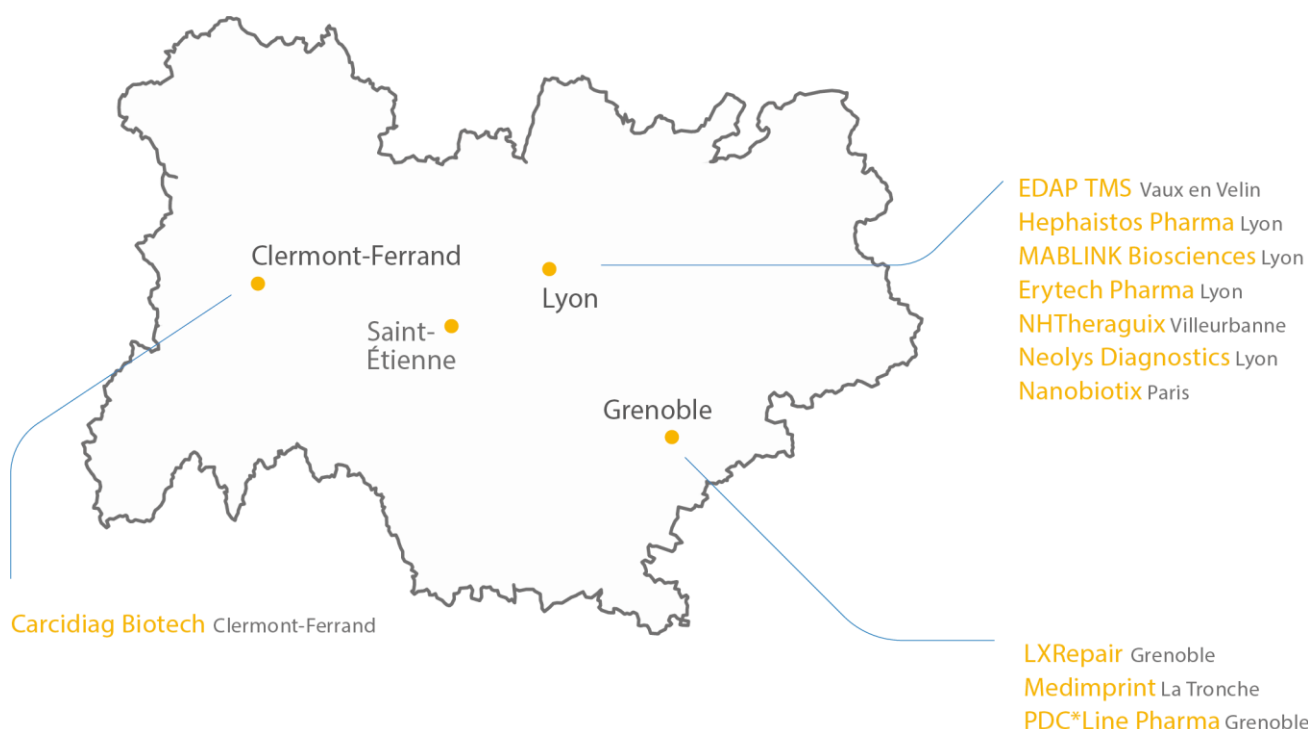 Clermont-Ferrand
Lyon
Saint-
Étienne
Grenoble
EDAP TMS Vaux en Velin
Hephaistos Pharma Lyon
MABLINK Biosciences Lyon
Erytech Pharma Lyon
NHTheraguix Villeurbanne
Neolys Diagnostics Lyon
Nanobiotix Paris
Carcidiag Biotech Clermont-Ferrand
LXRepair Grenoble
Medimprint La Tronche
PDC*Line Pharma Grenoble